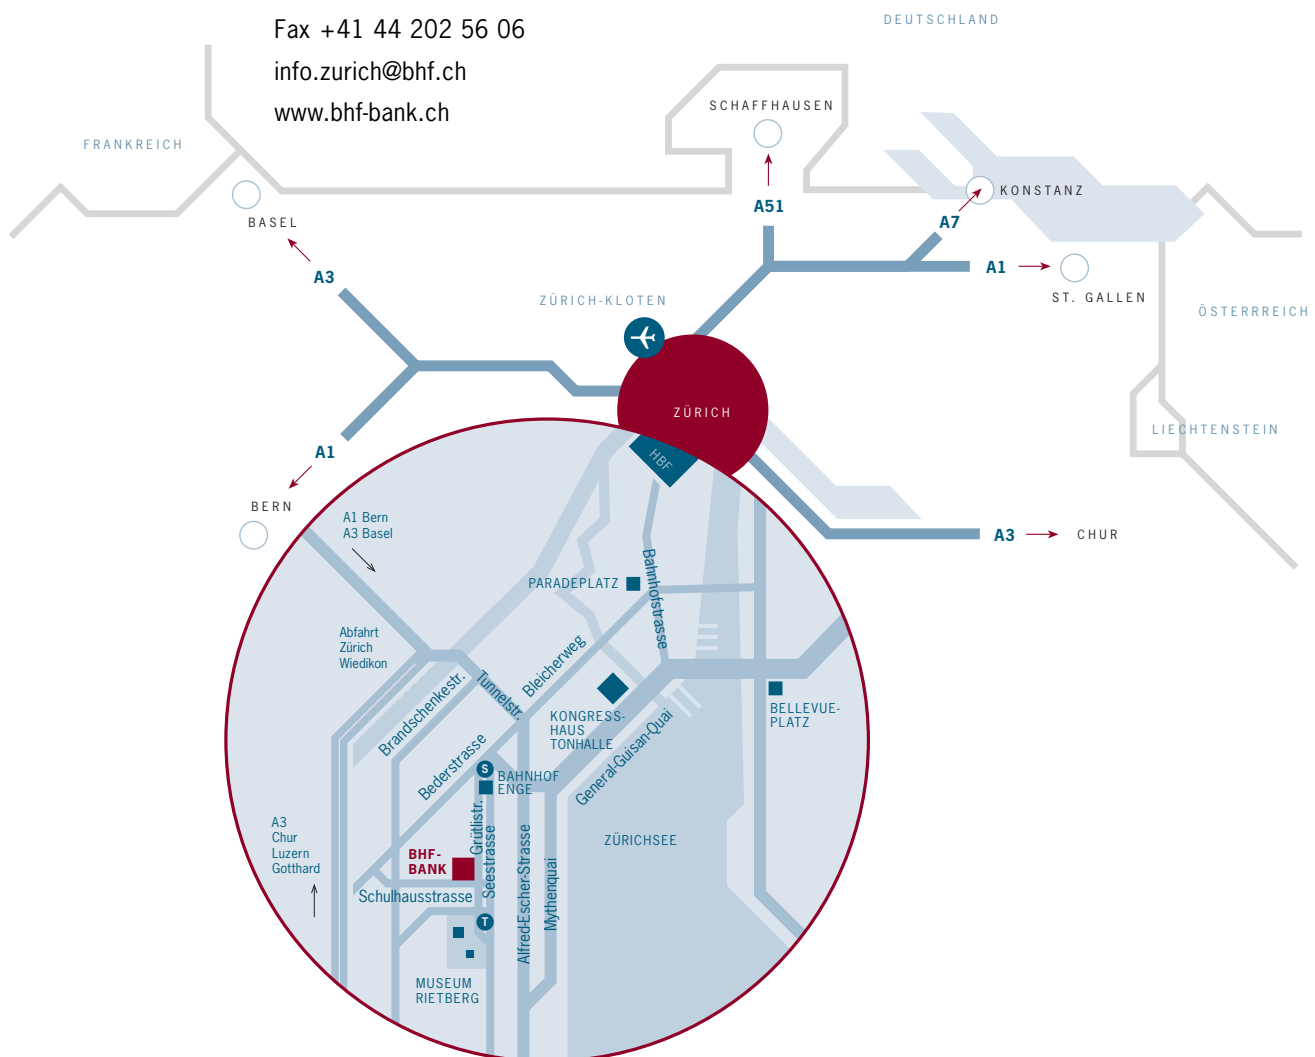 Fax +41 44 202 56 06
info.zurich@bhf.ch
www.bhf-bank.ch
DEUTSCHLAND
SCHAFFHAUSEN
FRANKREICH
KONSTANZ
BASEL
A51
A7
A3
A1
ST. GALLEN
ZÜRICH-KLOTEN
ÖSTERRREICH
ZÜRICH
LIECHTENSTEIN
A1
HBF
BERN
A3
CHUR
A1 Bern
A3 Basel
PARADEPLATZ
Bahnhofstrasse
Abfahrt
Zürich
Wiedikon
Bleicherweg
Tunnelstr.
Brandschenkestr.
KONGRESS-
HAUS
TONHALLE
BELLEVUE-
PLATZ
General-Guisan-Quai
Bederstrasse
S
BAHNHOF
ENGE
Grütlistr.
Seestrasse
Alfred-Escher-Strasse
Mythenquai
ZÜRICHSEE
A3
Chur
Luzern
Gotthard
BHF-
BANK
Schulhausstrasse
T
MUSEUM
RIETBERG